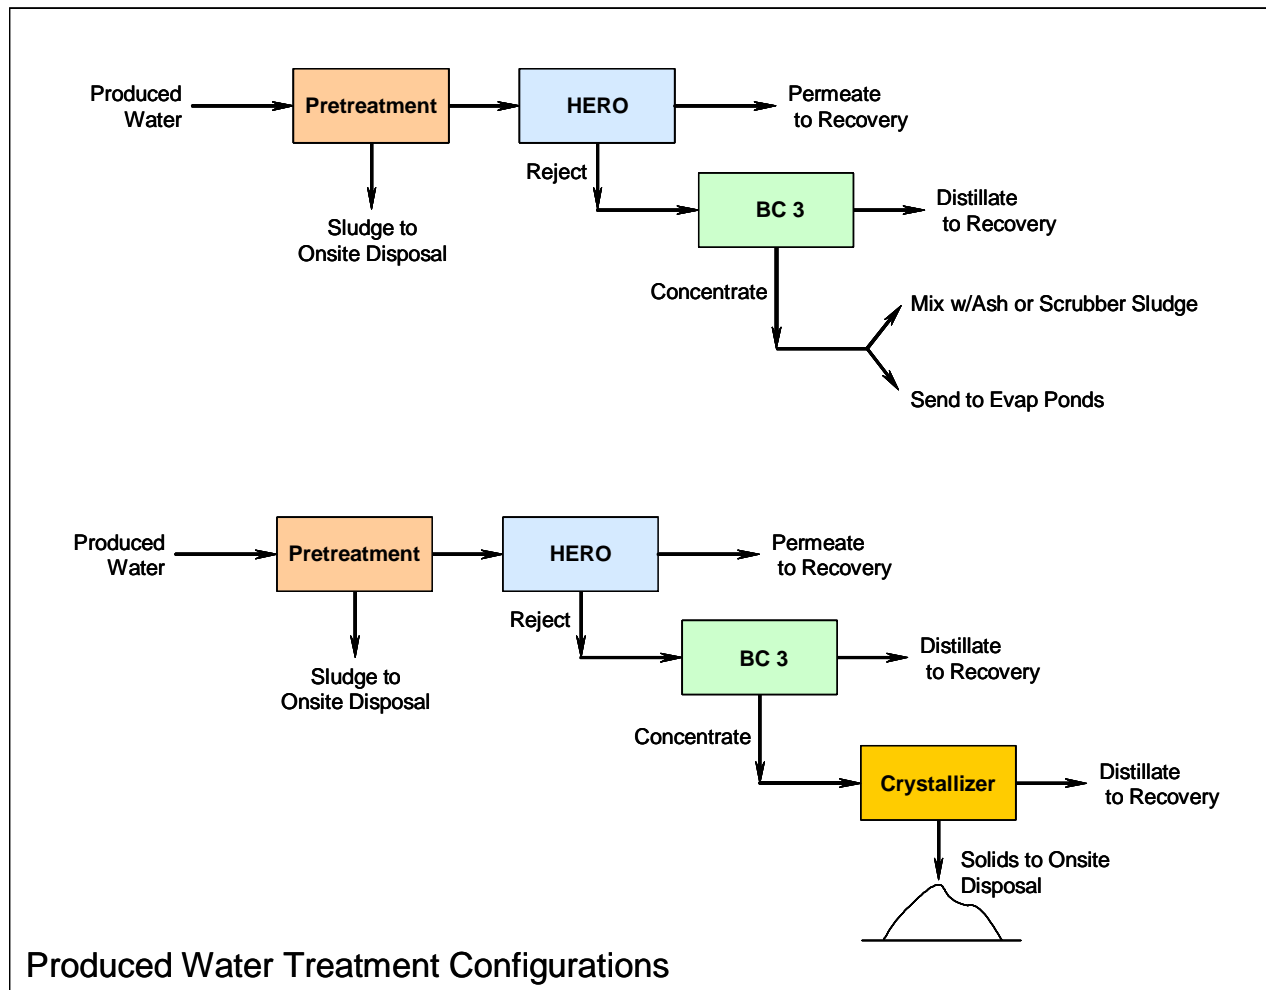 Produced
Water
Pretreatment
HERO
Permeate
to Recovery
Reject
Sludge to
Onsite Disposal
BC 3
Distillate
to Recovery
Concentrate
Mix w/Ash or Scrubber Sludge
Send to Evap Ponds
Produced
Water
Pretreatment
HERO
Permeate
to Recovery
Reject
Sludge to
Onsite Disposal
BC 3
Distillate
to Recovery
Concentrate
Crystallizer
Distillate
to Recovery
Solids to Onsite
Disposal
Produced Water Treatment Configurations